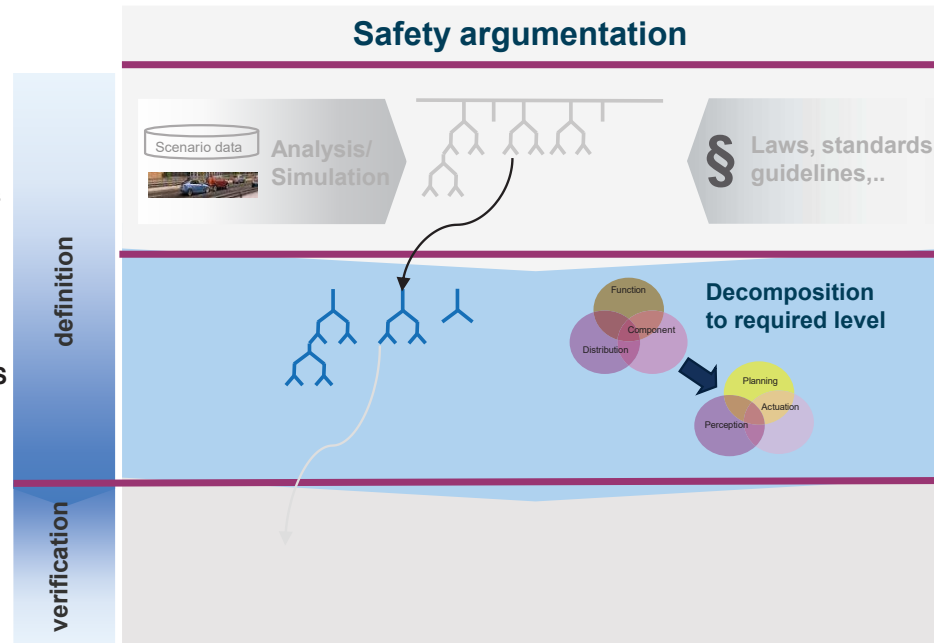 Safety argumentation
Scenario data
Analysis/
Simulation
§
Laws, standards
guidelines,..
definition
s
Function
Component
Distribution
Decomposition
to required level
Planning
Actuation
Perception
verification